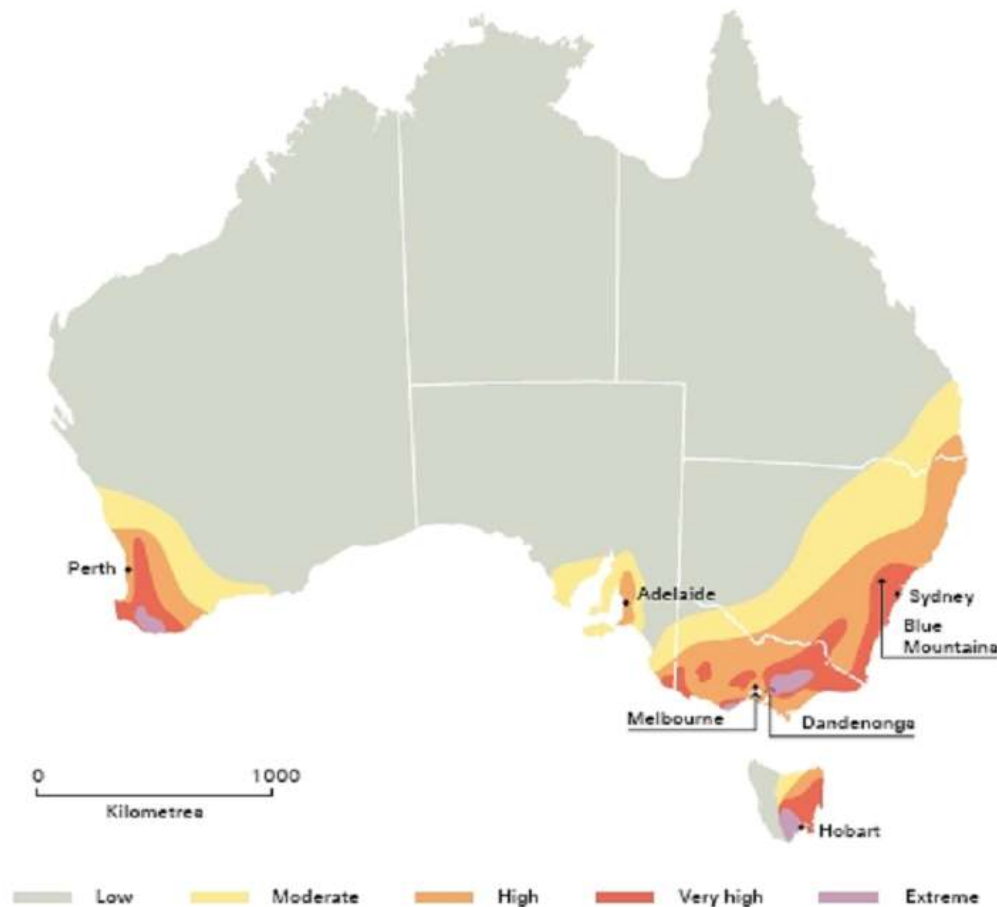 Perth
Adelaide
Sydney
Blue
Mountains
Melbourne
Dandenongs
0 1000
Kilometres
Hobart
Low Moderate High Very high Extreme